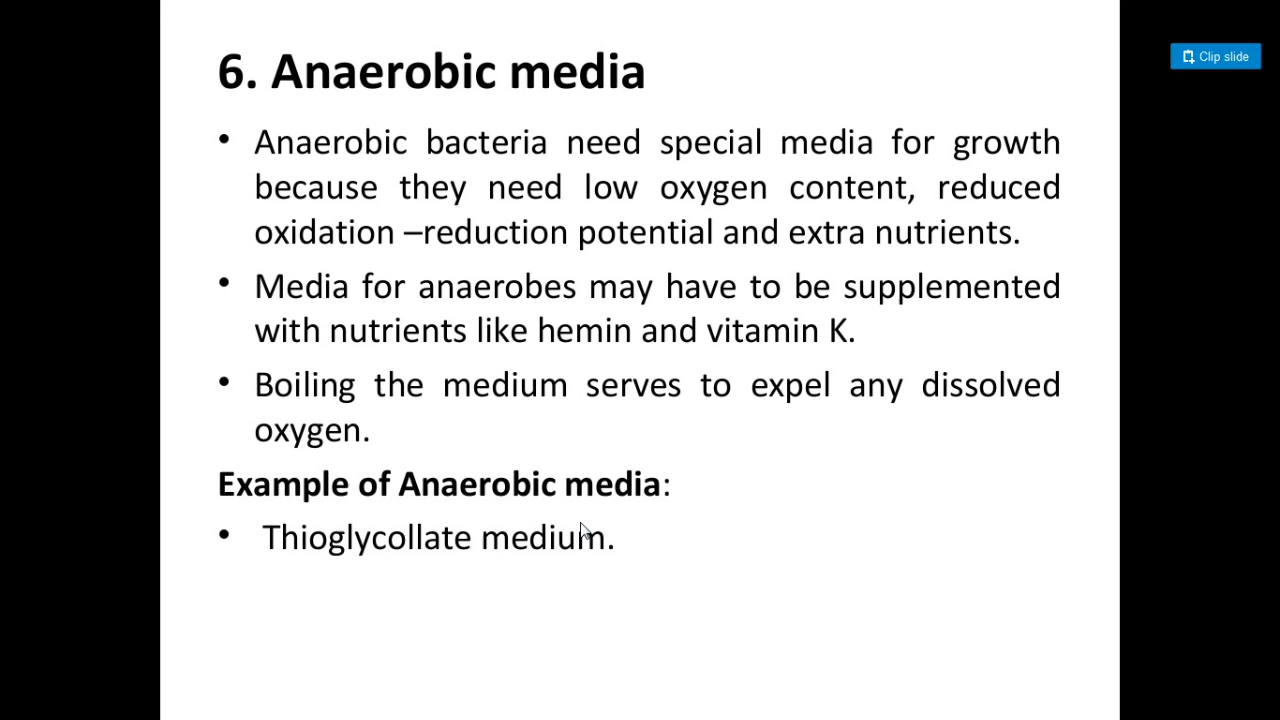 6. Anaerobic media
Clip slide
• Anaerobic bacteria need special media for growth
because they need low oxygen content, reduced
oxidation –reduction potential and extra nutrients.
• Media for anaerobes may have to be supplemented
with nutrients like hemin and vitamin K.
• Boiling the medium serves to expel any dissolved
oxygen.
Example of Anaerobic media:
• Thioglycollate medium.